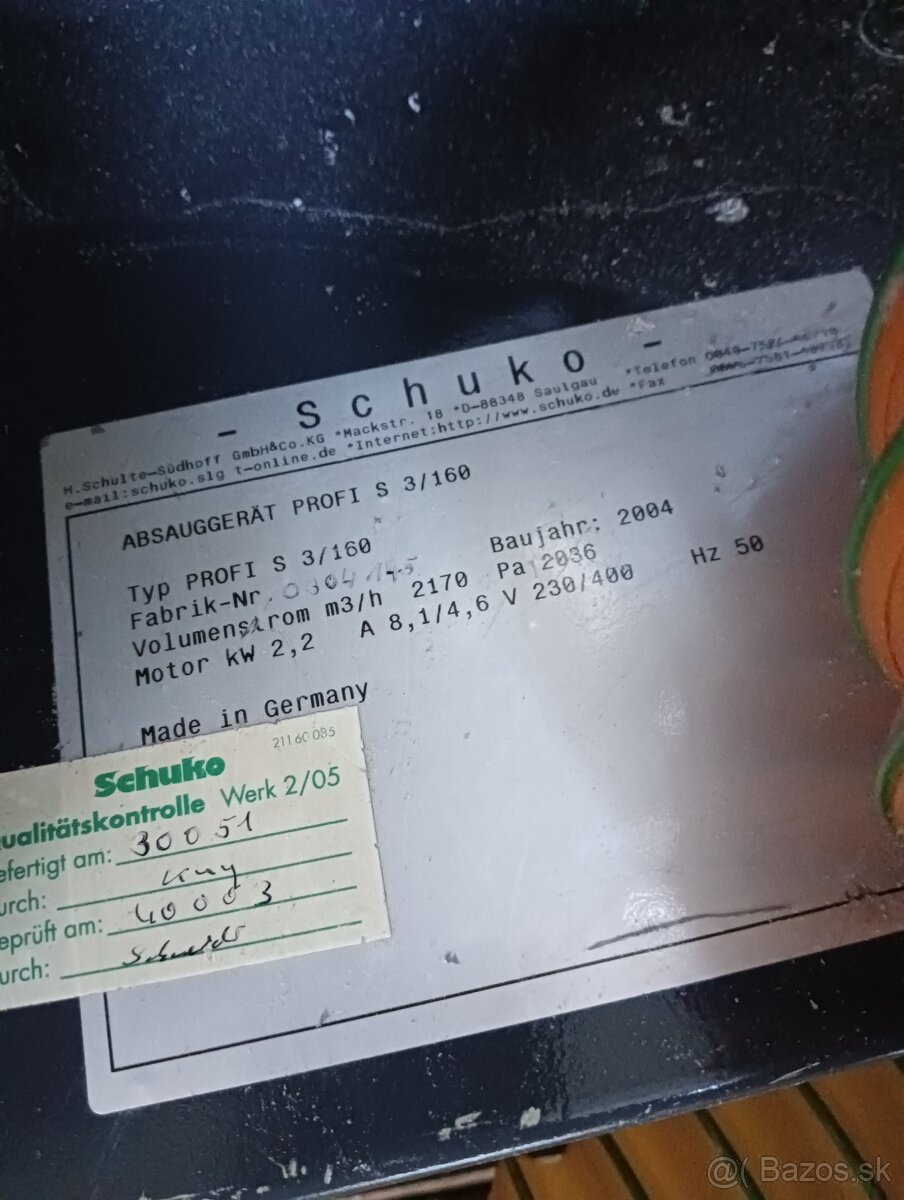 - Schuko -
H.Schulte-Südhoff GmbH&Co.KG *Mackstr. 18 *D-88348 Saulgau *Telefon
e-mail:schuko.slg t-online.de *Internet:http://www.schuko.de *Fax
ABSAUGGERÄT PROFI S 3/160
Typ PROFI S 3/160 Baujahr: 2004
Fabrik-Nr.
Volumenstrom m3/h 2170 Pa 2036
Motor kW 2,2 A 8,1/4,6 V 230/400 Hz 50
Made in Germany
21160085
Schuko
ualitätskontrolle Werk 2/05
efertigt am: 30051
urch:
eprüft am: 40003
urch:
@( Bazos.sk